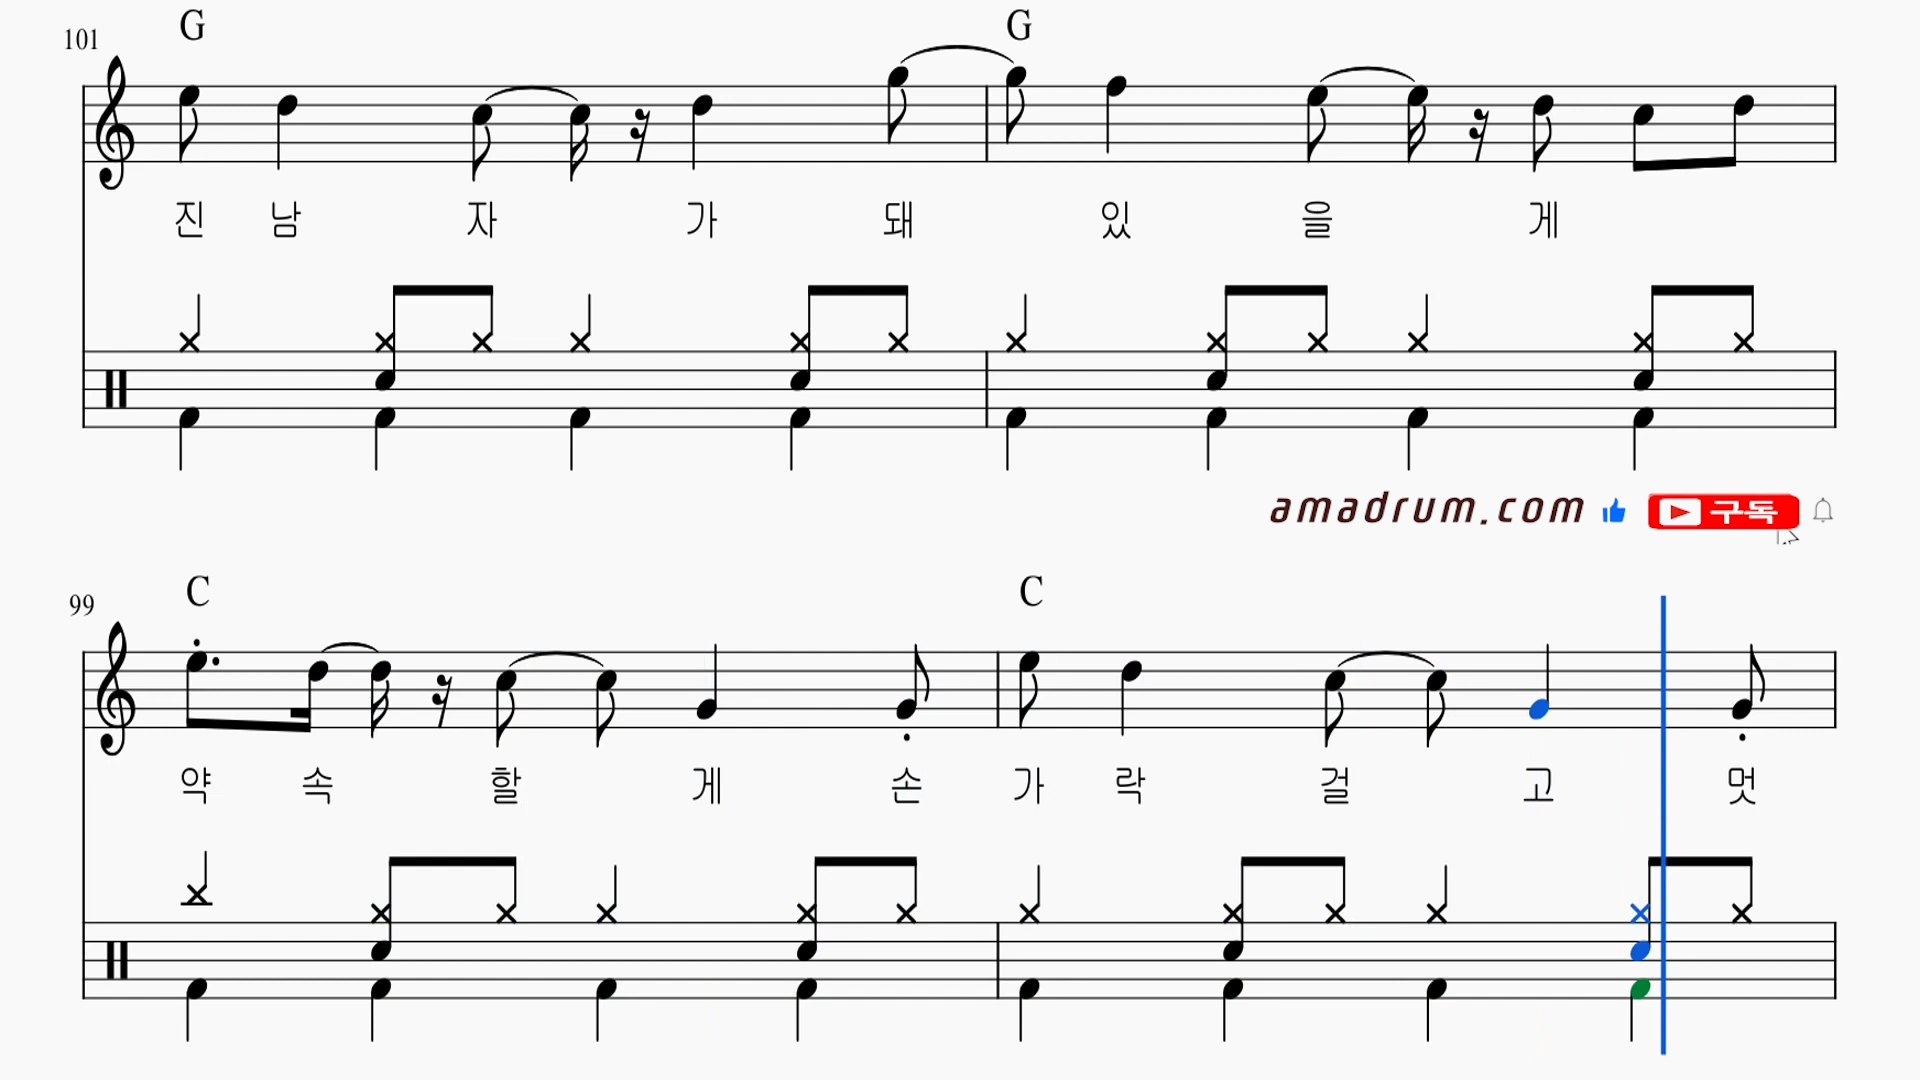 G G
101
진 남 자 가 돼 있 을 게
amadrum.com 구독
C C
99
약 속 할 게 손 가 락 걸 고 멋